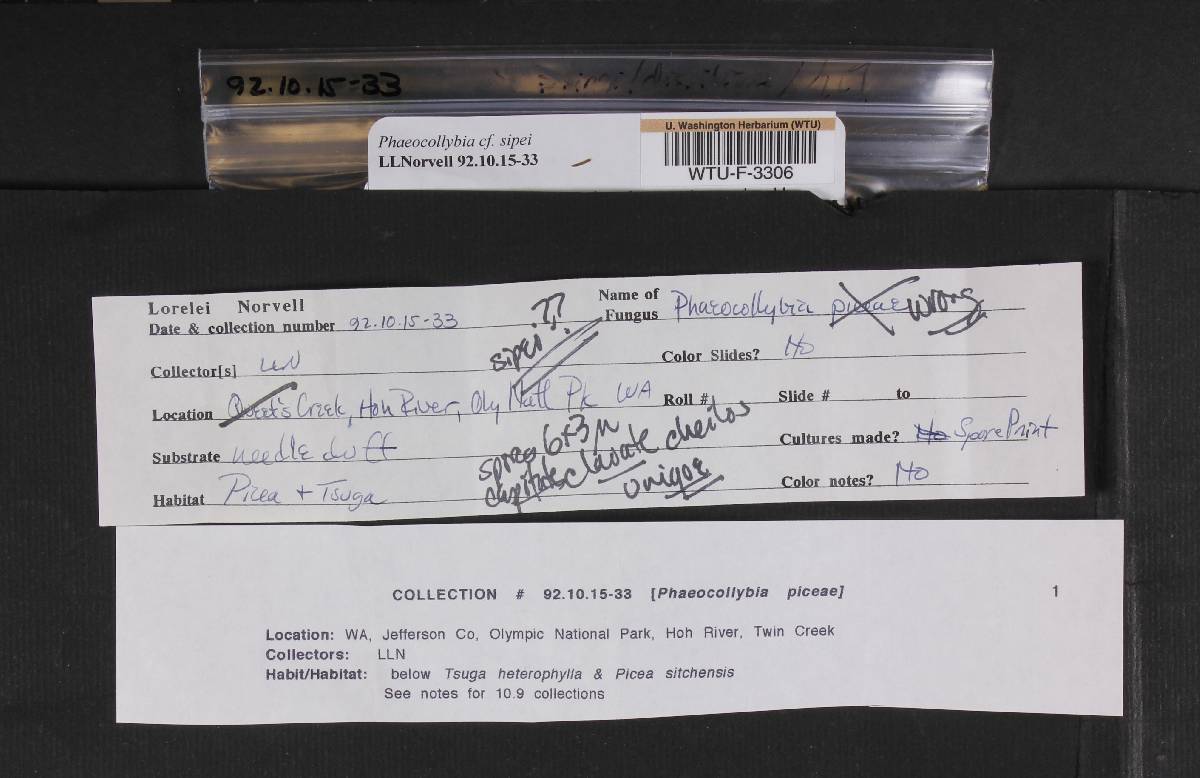 92.10.15-33
Phaeocollybia cf. sipei
LLNorvell 92.10.15-33
U. Washington Herbarium (WTU)
WTU-F-3306
Lorelei Norvell
Date & collection number 92.10.15-33
sipei ???
Name of Fungus Phaeocollybia piceae wrong
Collector[s] LLN
Color Slides? No
Location Creek, Hoh River, Oly Natl Pk WA
Roll # Slide # to
Substrate needle duff
spores 6x3µ
capitate clavate cheilos
unique
Cultures made? No Spore Print
Habitat Picea + Tsuga
Color notes? No
COLLECTION # 92.10.15-33 [Phaeocollybia piceae] 1
Location: WA, Jefferson Co, Olympic National Park, Hoh River, Twin Creek
Collectors: LLN
Habit/Habitat: below Tsuga heterophylla & Picea sitchensis
See notes for 10.9 collections